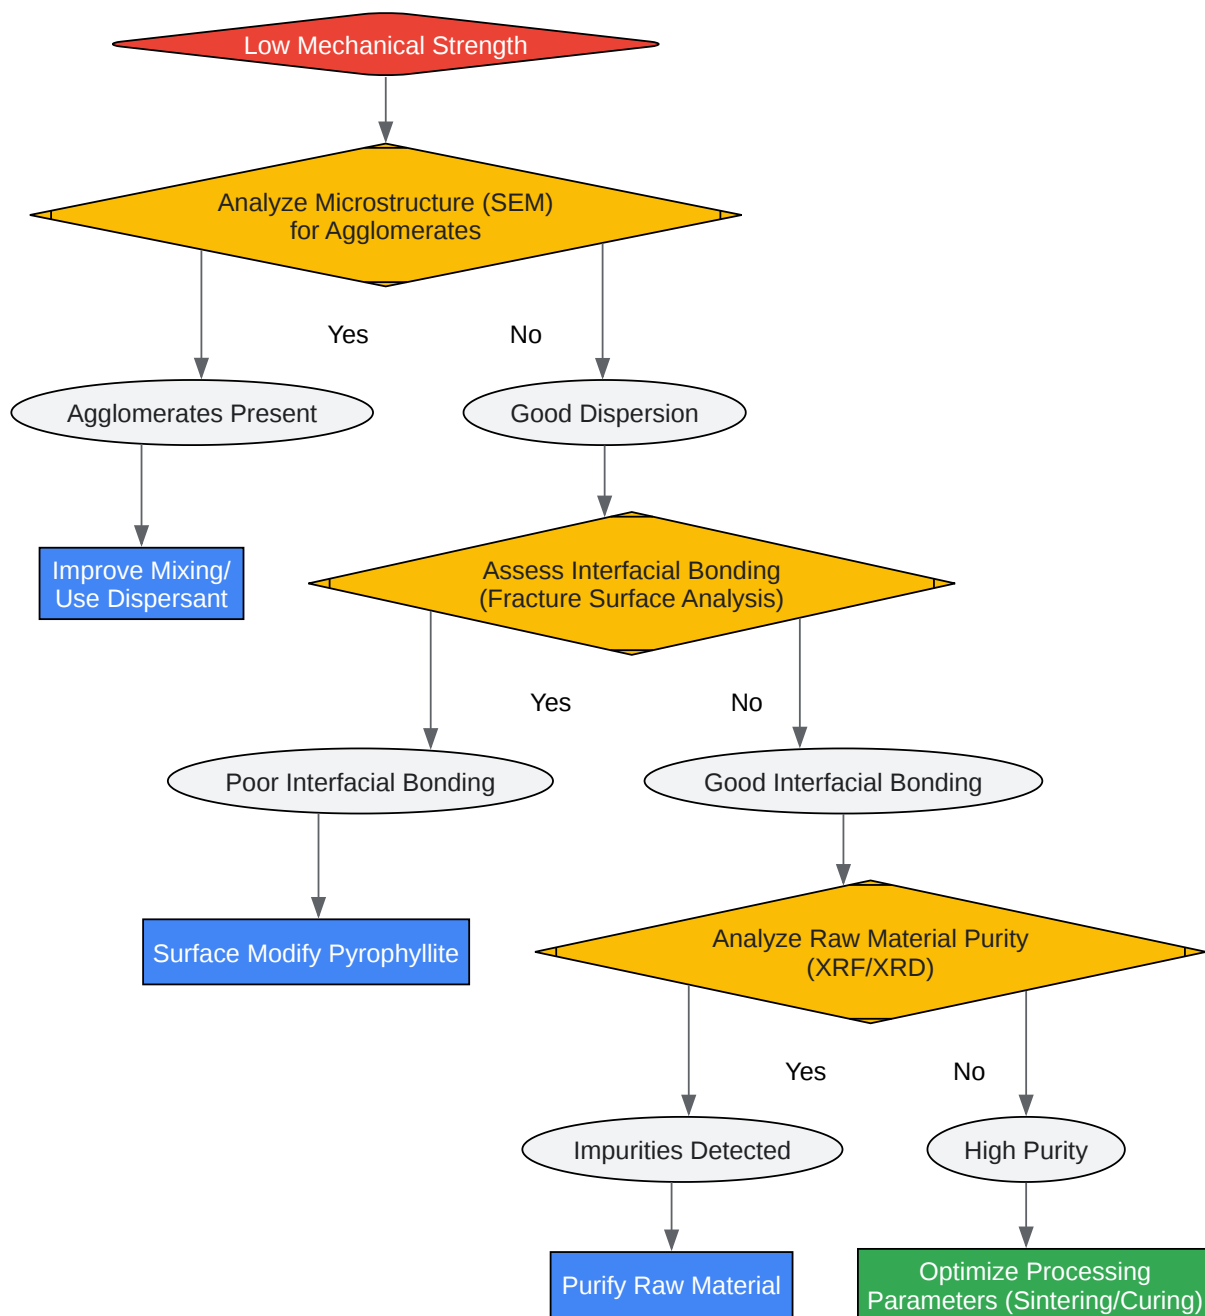 Low Mechanical Strength
Analyze Microstructure (SEM)
for Agglomerates
Yes
No
Agglomerates Present
Good Dispersion
Improve Mixing/
Use Dispersant
Assess Interfacial Bonding
(Fracture Surface Analysis)
Yes
No
Poor Interfacial Bonding
Good Interfacial Bonding
Surface Modify Pyrophyllite
Analyze Raw Material Purity
(XRF/XRD)
Yes
No
Impurities Detected
High Purity
Purify Raw Material
Optimize Processing
Parameters (Sintering/Curing)